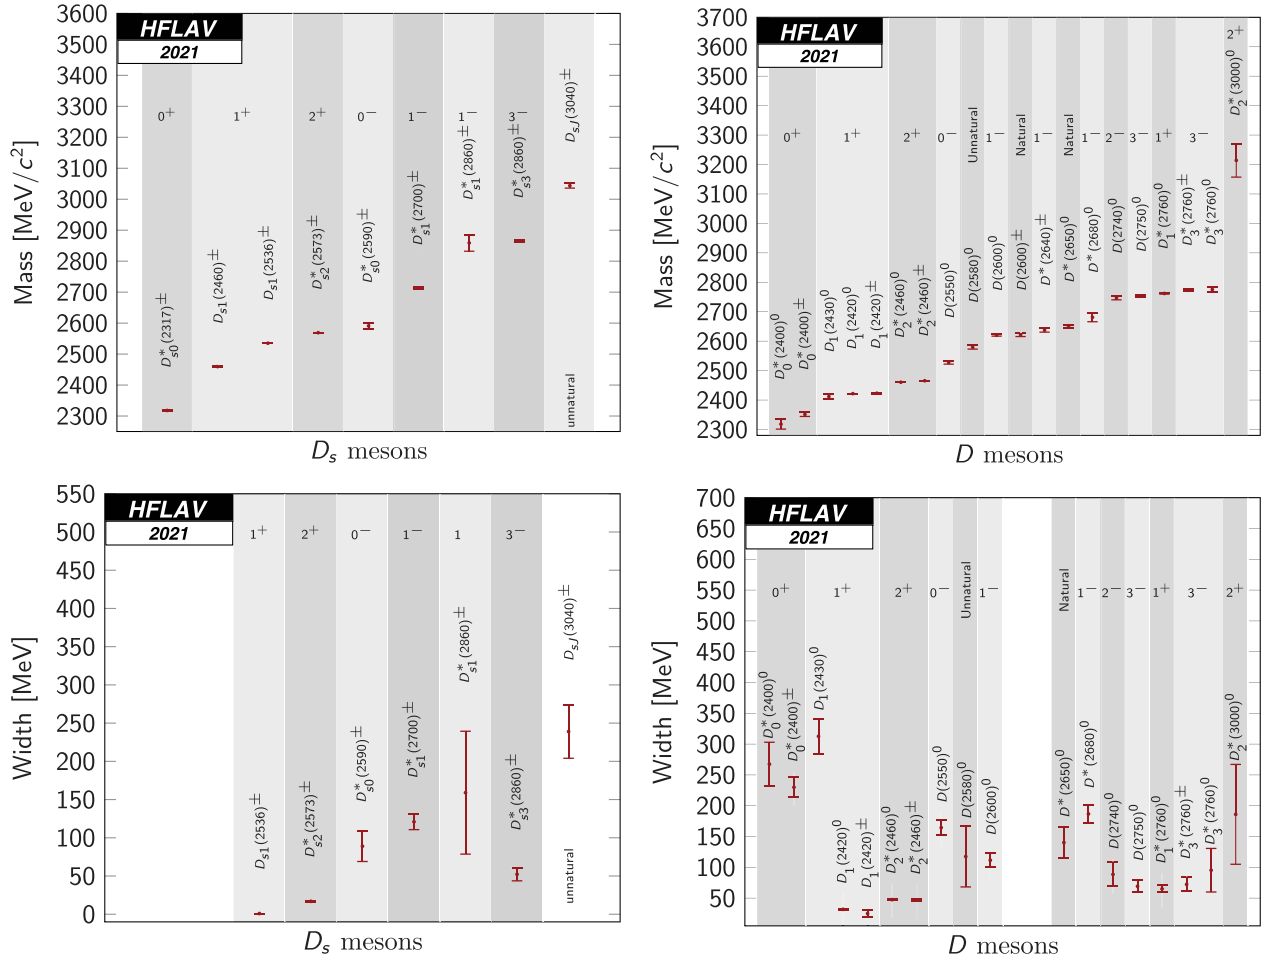 3600
3500
3400
3300
3200
3100
3000
2900
2800
2700
2600
2500
2400
2300
Mass [MeV/c²]
HFLAV
2021
0⁺
1⁺
2⁺
0⁻
1⁻
1⁻
3⁻
D*s0(2317)±
Ds1(2460)±
Ds1(2536)±
D*s2(2573)±
D*s0(2590)±
D*s1(2700)±
D*s1(2860)±
D*s3(2860)±
DsJ(3040)±
unnatural
Ds mesons
3700
3600
3500
3400
3300
3200
3100
3000
2900
2800
2700
2600
2500
2400
2300
Mass [MeV/c²]
HFLAV
2021
0⁺
1⁺
2⁺
0⁻
Unnatural
1⁻
Natural
1⁻
Natural
1⁻
2⁻
3⁻
1⁺
3⁻
2⁺
D*0(2400)⁰
D*0(2400)±
D1(2430)⁰
D1(2420)⁰
D1(2420)±
D*2(2460)⁰
D*2(2460)±
D(2550)⁰
D(2580)⁰
D(2600)⁰
D(2600)±
D*(2640)±
D*(2650)⁰
D*(2680)⁰
D(2740)⁰
D(2750)⁰
D*1(2760)⁰
D*3(2760)±
D*3(2760)⁰
D*2(3000)⁰
D mesons
550
500
450
400
350
300
250
200
150
100
50
0
Width [MeV]
HFLAV
2021
1⁺
2⁺
0⁻
1⁻
1
3⁻
Ds1(2536)±
D*s2(2573)±
D*s0(2590)±
D*s1(2700)±
D*s1(2860)±
D*s3(2860)±
DsJ(3040)±
unnatural
Ds mesons
700
650
600
550
500
450
400
350
300
250
200
150
100
50
Width [MeV]
HFLAV
2021
0⁺
1⁺
2⁺
0⁻
Unnatural
1⁻
Natural
1⁻
2⁻
3⁻
1⁺
3⁻
2⁺
D*0(2400)⁰
D*0(2400)±
D1(2430)⁰
D1(2420)⁰
D1(2420)±
D*2(2460)⁰
D*2(2460)±
D(2550)⁰
D(2580)⁰
D(2600)⁰
D*(2650)⁰
D*(2680)⁰
D(2740)⁰
D(2750)⁰
D*1(2760)⁰
D*3(2760)±
D*3(2760)⁰
D*2(3000)⁰
D mesons